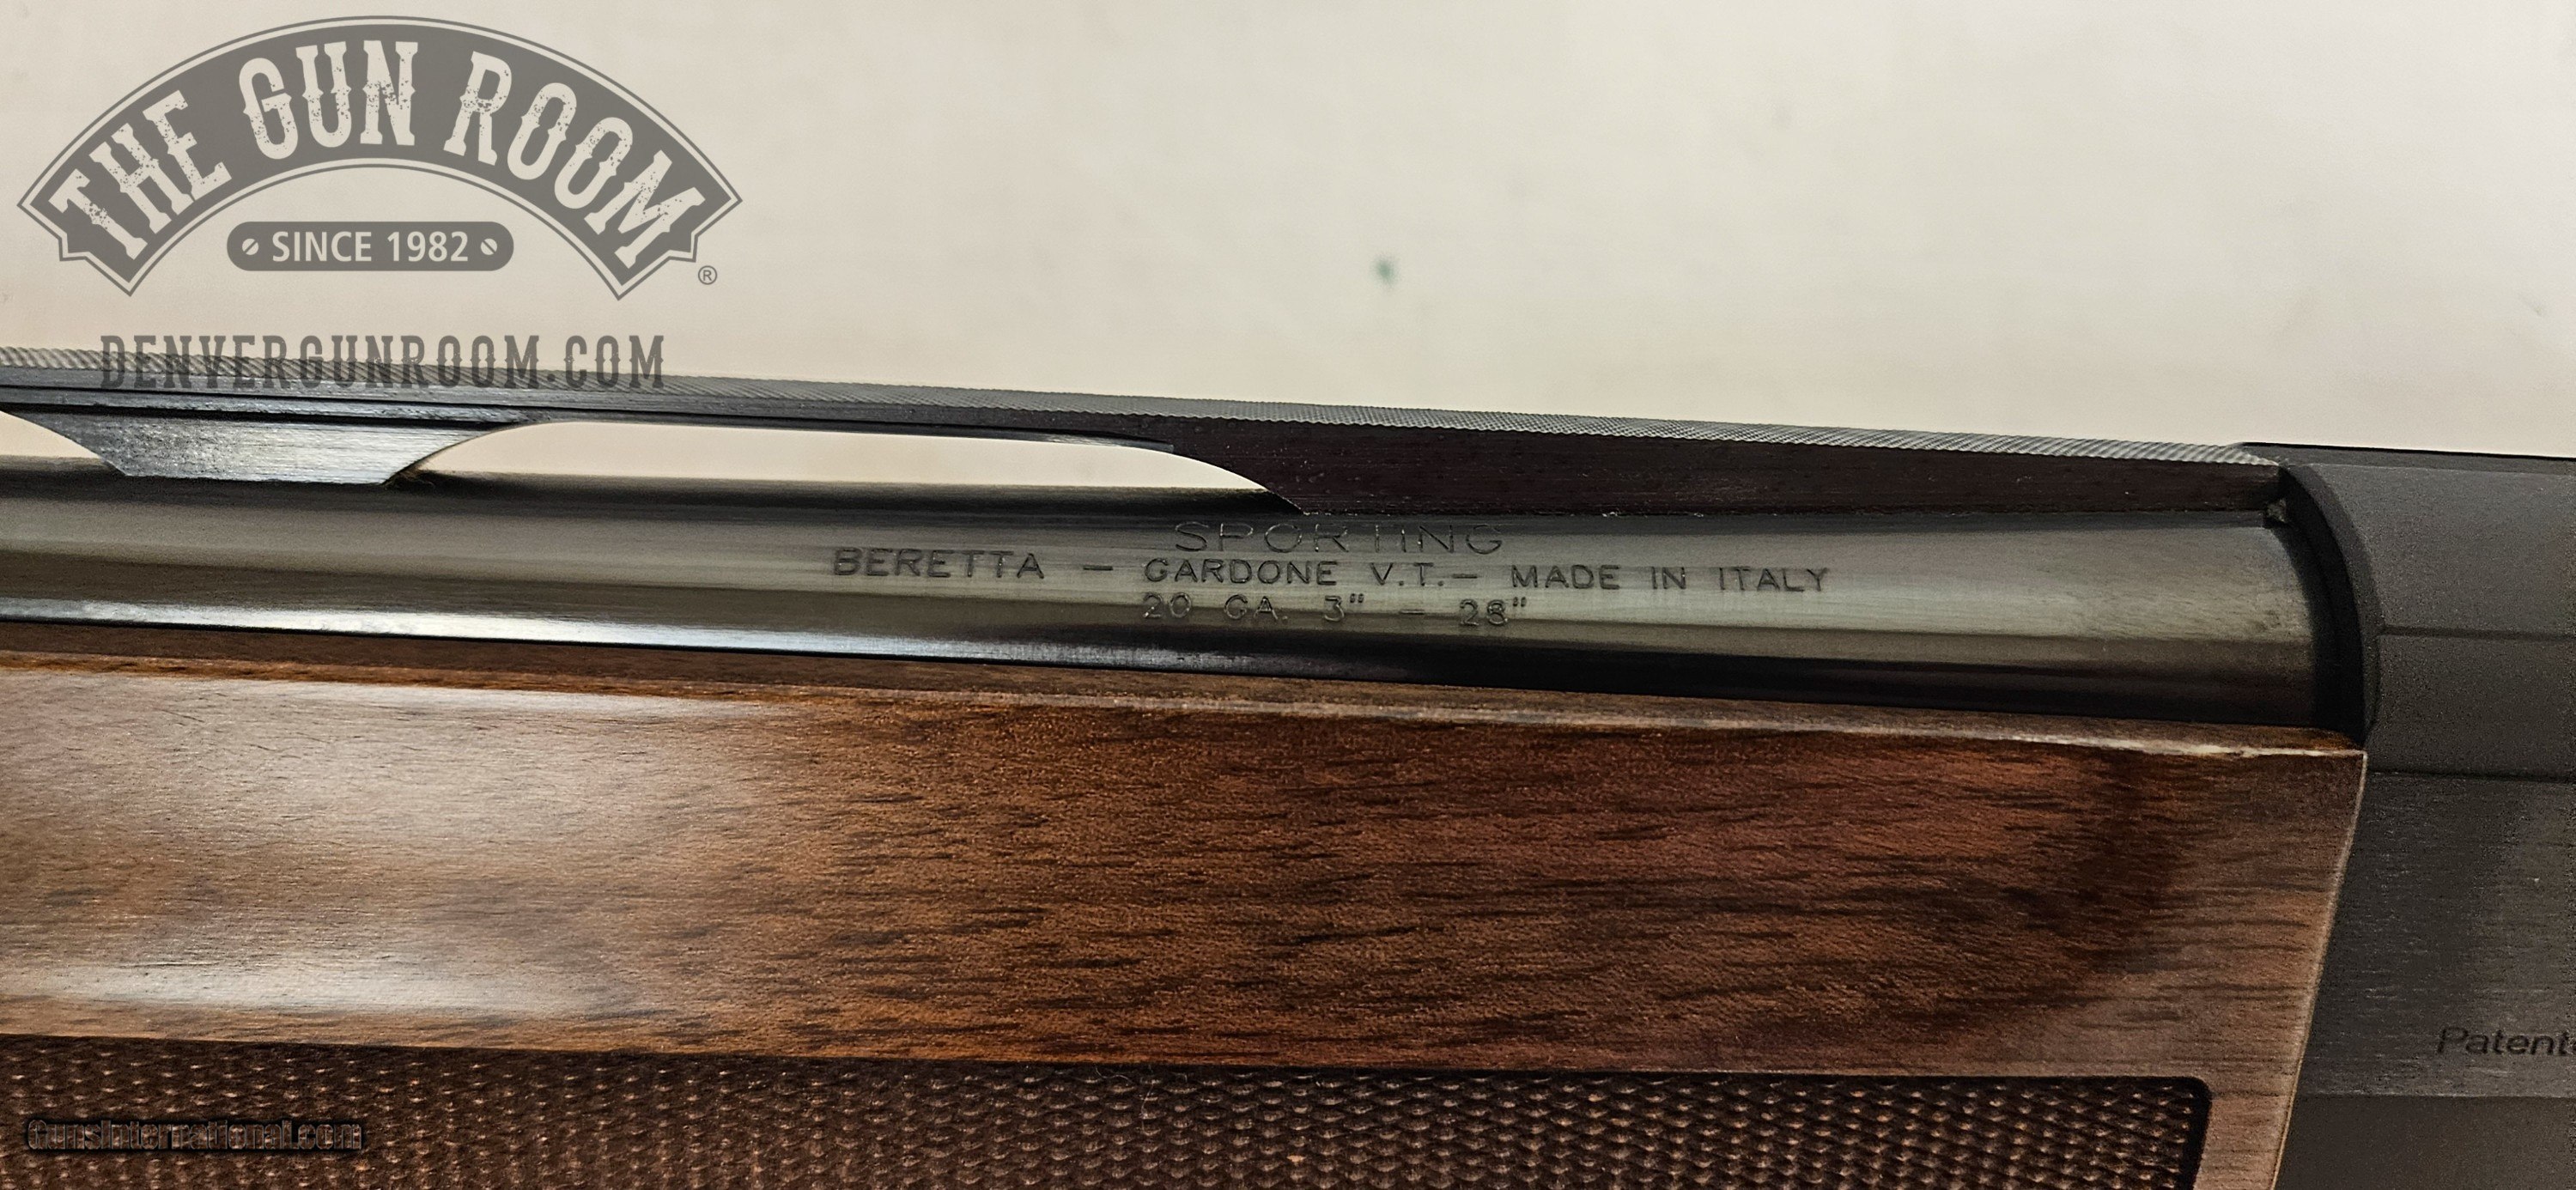 THE GUN ROOM
SINCE 1982
®
DENVERGUNROOM.COM
SPORTING
BERETTA - GARDONE V.T.- MADE IN ITALY
20 GA. 3" - 28"
Patent
GunsInternational.com